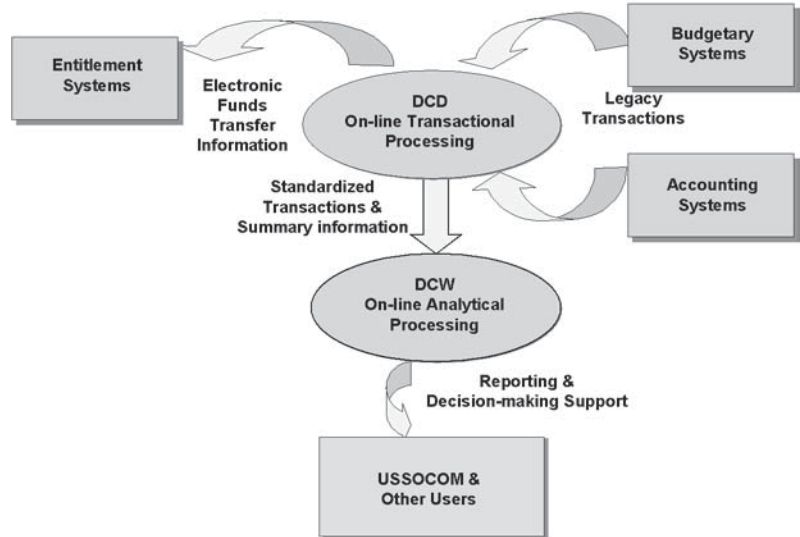 Entitlement
Systems
Electronic
Funds
Transfer
Information
DCD
On-line Transactional
Processing
Budgetary
Systems
Legacy
Transactions
Accounting
Systems
Standardized
Transactions &
Summary information
DCW
On-line Analytical
Processing
Reporting &
Decision-making Support
USSOCOM &
Other Users